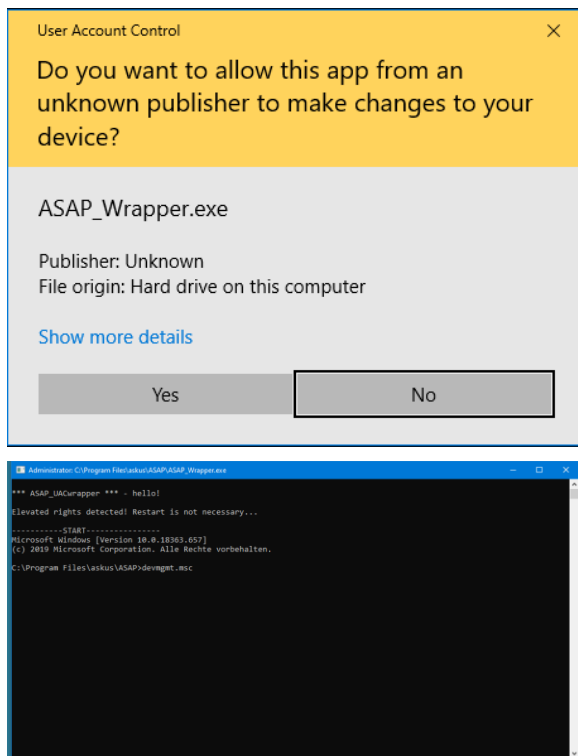 User Account Control
Do you want to allow this app from an
unknown publisher to make changes to your
device?
ASAP_Wrapper.exe
Publisher: Unknown
File origin: Hard drive on this computer
Show more details
Yes
No
Administrator: C:\Program Files\askus\ASAP\ASAP_Wrapper.exe
*** ASAP_UACwrapper *** - hello!
Elevated rights detected! Restart is not necessary...
-----------START----------------
Microsoft Windows [Version 10.0.18363.657]
(c) 2019 Microsoft Corporation. Alle Rechte vorbehalten.
C:\Program Files\askus\ASAP>devmgmt.msc